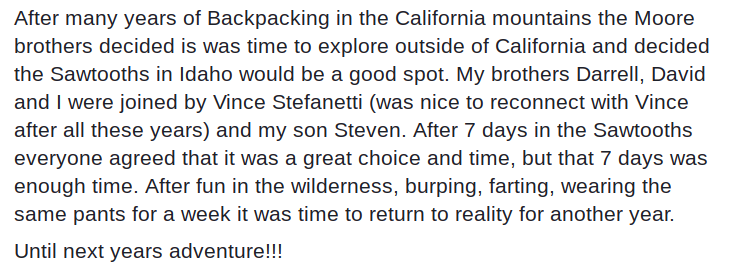 After many years of Backpacking in the California mountains the Moore
brothers decided is was time to explore outside of California and decided
the Sawtooths in Idaho would be a good spot. My brothers Darrell, David
and I were joined by Vince Stefanetti (was nice to reconnect with Vince
after all these years) and my son Steven. After 7 days in the Sawtooths
everyone agreed that it was a great choice and time, but that 7 days was
enough time. After fun in the wilderness, burping, farting, wearing the
same pants for a week it was time to return to reality for another year.
Until next years adventure!!!